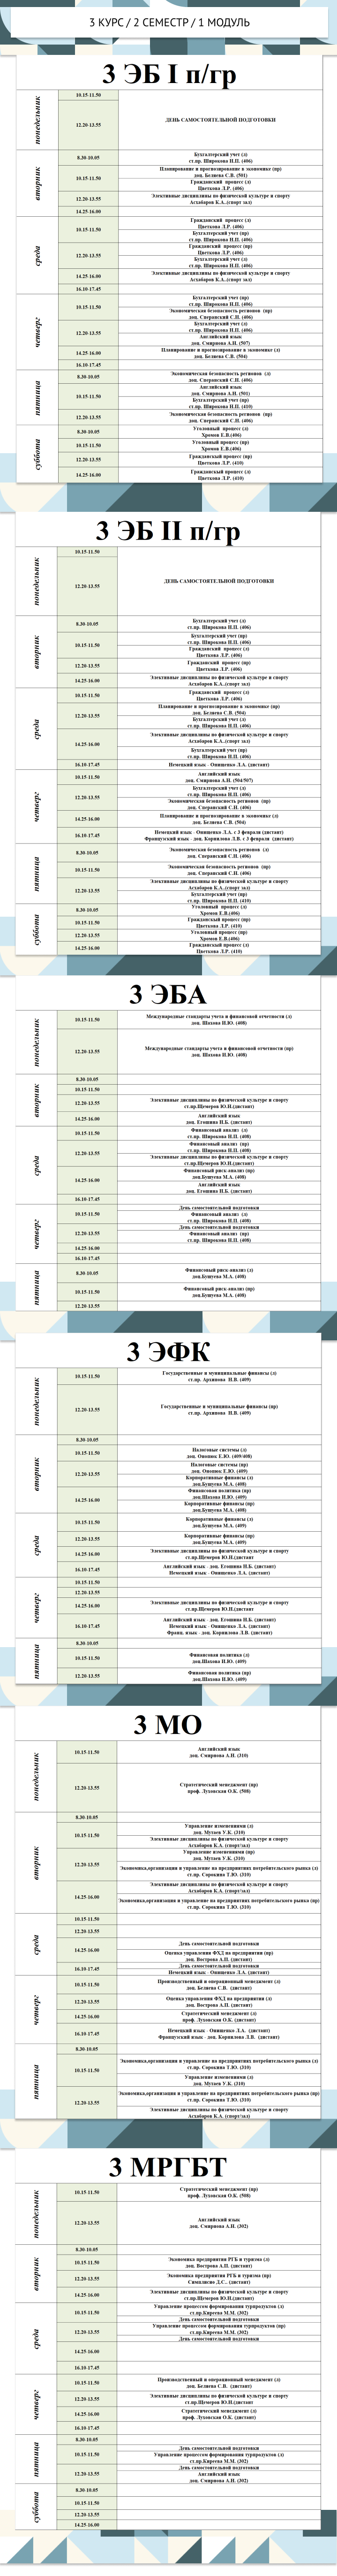 3 КУРС / 2 СЕМЕСТР / 1 МОДУЛЬ
3 ЭБ I п/гр
понедельник
10.15-11.50
12.20-13.55
ДЕНЬ САМОСТОЯТЕЛЬНОЙ ПОДГОТОВКИ
вторник
8.30-10.05
Бухгалтерский учет (л)
ст.пр. Широкова Н.П. (406)
10.15-11.50
Планирование и прогнозирование в экономике (пр)
доц. Беляева С.В. (501)
Гражданский процесс (л)
Цветкова Л.Р. (406)
12.20-13.55
Элективные дисциплины по физической культуре и спорту
Асхабаров К.А.(спорт зал)
14.25-16.00
среда
10.15-11.50
Гражданский процесс (л)
Цветкова Л.Р. (406)
Бухгалтерский учет (пр)
ст.пр. Широкова Н.П. (406)
12.20-13.55
Гражданский процесс (пр)
Цветкова Л.Р. (406)
Бухгалтерский учет (л)
ст.пр. Широкова Н.П. (406)
14.25-16.00
Элективные дисциплины по физической культуре и спорту
Асхабаров К.А.(спорт зал)
16.10-17.45
четверг
10.15-11.50
Бухгалтерский учет (пр)
ст.пр. Широкова Н.П. (406)
Экономическая безопасность регионов (пр)
доц. Сперанский С.Н. (406)
12.20-13.55
Бухгалтерский учет (л)
ст.пр. Широкова Н.П. (406)
Английский язык
доц. Смирнова А.Н. (507)
14.25-16.00
Планирование и прогнозирование в экономике (л)
доц. Беляева С.В. (504)
16.10-17.45
пятница
8.30-10.05
Экономическая безопасность регионов (л)
доц. Сперанский С.Н. (406)
10.15-11.50
Английский язык
доц. Смирнова А.Н. (501)
Бухгалтерский учет (пр)
ст.пр. Широкова Н.П. (410)
12.20-13.55
Экономическая безопасность регионов (пр)
доц. Сперанский С.Н. (406)
суббота
8.30-10.05
Уголовный процесс (л)
Хромов Е.В.(406)
10.15-11.50
Уголовный процесс (пр)
Хромов Е.В.(406)
12.20-13.55
Гражданский процесс (пр)
Цветкова Л.Р. (410)
14.25-16.00
Гражданский процесс (л)
Цветкова Л.Р. (410)
3 ЭБ II п/гр
понедельник
10.15-11.50
12.20-13.55
ДЕНЬ САМОСТОЯТЕЛЬНОЙ ПОДГОТОВКИ
вторник
8.30-10.05
Бухгалтерский учет (л)
ст.пр. Широкова Н.П. (406)
10.15-11.50
Бухгалтерский учет (пр)
ст.пр. Широкова Н.П. (406)
Гражданский процесс (л)
Цветкова Л.Р. (406)
12.20-13.55
Гражданский процесс (пр)
Цветкова Л.Р. (406)
14.25-16.00
Элективные дисциплины по физической культуре и спорту
Асхабаров К.А.(спорт зал)
среда
10.15-11.50
Гражданский процесс (л)
Цветкова Л.Р. (406)
12.20-13.55
Планирование и прогнозирование в экономике (пр)
доц. Беляева С.В. (504)
Бухгалтерский учет (л)
ст.пр. Широкова Н.П. (406)
14.25-16.00
Элективные дисциплины по физической культуре и спорту
Асхабаров К.А.(спорт зал)
Бухгалтерский учет (пр)
ст.пр. Широкова Н.П. (406)
16.10-17.45
Немецкий язык - Онищенко Л.А. (дистант)
четверг
10.15-11.50
Английский язык
доц. Смирнова А.Н. (504/507)
12.20-13.55
Бухгалтерский учет (л)
ст.пр. Широкова Н.П. (406)
Экономическая безопасность регионов (пр)
доц. Сперанский С.Н. (406)
14.25-16.00
Планирование и прогнозирование в экономике (л)
доц. Беляева С.В. (504)
16.10-17.45
Немецкий язык - Онищенко Л.А. с 3 февраля (дистант)
Французский язык - доц. Корнилова Л.В. с 3 февраля (дистант)
пятница
8.30-10.05
Экономическая безопасность регионов (л)
доц. Сперанский С.Н. (406)
10.15-11.50
Экономическая безопасность регионов (пр)
доц. Сперанский С.Н. (406)
12.20-13.55
Элективные дисциплины по физической культуре и спорту
Асхабаров К.А.(спорт зал)
Бухгалтерский учет (пр)
ст.пр. Широкова Н.П. (410)
суббота
8.30-10.05
Уголовный процесс (л)
Хромов Е.В.(406)
10.15-11.50
Гражданский процесс (пр)
Цветкова Л.Р. (410)
12.20-13.55
Уголовный процесс (пр)
Хромов Е.В.(406)
14.25-16.00
Гражданский процесс (л)
Цветкова Л.Р. (410)
3 ЭБА
понедельник
10.15-11.50
Международные стандарты учета и финансовой отчетности (л)
доц. Шахова И.Ю. (408)
12.20-13.55
Международные стандарты учета и финансовой отчетности (пр)
доц. Шахова И.Ю. (408)
вторник
8.30-10.05
10.15-11.50
12.20-13.55
Элективные дисциплины по физической культуре и спорту
ст.пр.Щемеров Ю.Н.(дистант)
14.25-16.00
Английский язык
доц. Егошина Н.Б. (дистант)
среда
10.15-11.50
Финансовый анализ (л)
ст.пр. Широкова Н.П. (408)
12.20-13.55
Финансовый анализ (пр)
ст.пр. Широкова Н.П. (408)
Элективные дисциплины по физической культуре и спорту
ст.пр.Щемеров Ю.Н.(дистант)
14.25-16.00
Финансовый риск-анализ (пр)
доц.Бушуева М.А. (408)
Английский язык
доц. Егошина Н.Б. (дистант)
16.10-17.45
четверг
10.15-11.50
День самостоятельной подготовки
Финансовый анализ (л)
ст.пр. Широкова Н.П. (408)
12.20-13.55
День самостоятельной подготовки
Финансовый анализ (пр)
ст.пр. Широкова Н.П. (408)
14.25-16.00
16.10-17.45
пятница
8.30-10.05
Финансовый риск-анализ (л)
доц.Бушуева М.А. (408)
10.15-11.50
Финансовый риск-анализ (пр)
доц.Бушуева М.А. (408)
12.20-13.55
3 ЭФК
понедельник
10.15-11.50
Государственные и муниципальные финансы (л)
ст.пр. Архипова Н.В. (409)
12.20-13.55
Государственные и муниципальные финансы (пр)
ст.пр. Архипова Н.В. (409)
вторник
8.30-10.05
10.15-11.50
Налоговые системы (л)
доц. Онощюк Е.Ю. (409/408)
12.20-13.55
Налоговые системы (пр)
доц. Онощюк Е.Ю. (409)
Корпоративные финансы (л)
доц.Бушуева М.А. (408)
14.25-16.00
Финансовая политика (пр)
доц.Шахова И.Ю. (409)
Корпоративные финансы (пр)
доц.Бушуева М.А. (408)
среда
10.15-11.50
Корпоративные финансы (л)
доц.Бушуева М.А. (409)
12.20-13.55
Корпоративные финансы (пр)
доц.Бушуева М.А. (409)
14.25-16.00
Элективные дисциплины по физической культуре и спорту
ст.пр.Щемеров Ю.Н.(дистант
16.10-17.45
Английский язык - доц. Егошина Н.Б. (дистант)
Немецкий язык - Онищенко Л.А. (дистант)
четверг
10.15-11.50
12.20-13.55
14.25-16.00
Элективные дисциплины по физической культуре и спорту
ст.пр.Щемеров Ю.Н.(дистант
16.10-17.45
Английский язык - доц. Егошина Н.Б. (дистант)
Немецкий язык - Онищенко Л.А. (дистант)
Франц. язык - доц. Корнилова Л.В. (дистант)
пятница
8.30-10.05
10.15-11.50
Финансовая политика (л)
доц.Шахова И.Ю. (409)
12.20-13.55
Финансовая политика (пр)
доц.Шахова И.Ю. (409)
3 МО
понедельник
10.15-11.50
Английский язык
доц. Смирнова А.Н. (310)
12.20-13.55
Стратегический менеджмент (пр)
проф. Луховская О.К. (508)
вторник
8.30-10.05
10.15-11.50
Управление изменениями (л)
доц. Мутаев У.К. (310)
Элективные дисциплины по физической культуре и спорту
Асхабаров К.А. (спорт/зал)
12.20-13.55
Управление изменениями (пр)
доц. Мутаев У.К. (310)
Экономика,организация и управление на предприятиях потребительского рынка (л)
ст.пр. Сорокина Т.Ю. (310)
14.25-16.00
Элективные дисциплины по физической культуре и спорту
Асхабаров К.А. (спорт/зал)
Экономика,организация и управление на предприятиях потребительского рынка (пр)
ст.пр. Сорокина Т.Ю. (310)
среда
10.15-11.50
12.20-13.55
14.25-16.00
День самостоятельной подготовки
Оценка управления ФХД на предприятии (пр)
доц. Вострова А.П. (дистант)
16.10-17.45
День самостоятельной подготовки
Немецкий язык - Онищенко Л.А. (дистант)
четверг
10.15-11.50
Производственный и операционный менеджмент (л)
доц. Беляева С.В. (дистант)
12.20-13.55
Оценка управления ФХД на предприятии (л)
доц. Вострова А.П. (дистант)
14.25-16.00
Стратегический менеджмент (л)
проф. Луховская О.К. (дистант)
16.10-17.45
Немецкий язык - Онищенко Л.А. (дистант)
Французский язык - доц. Корнилова Л.В. (дистант)
пятница
8.30-10.05
10.15-11.50
Экономика,организация и управление на предприятиях потребительского рынка (л)
ст.пр. Сорокина Т.Ю. (310)
Управление изменениями (л)
доц. Мутаев У.К. (310)
12.20-13.55
Экономика,организация и управление на предприятиях потребительского рынка (пр)
ст.пр. Сорокина Т.Ю. (310)
Элективные дисциплины по физической культуре и спорту
Асхабаров К.А. (спорт/зал)
3 МРГБТ
понедельник
10.15-11.50
Стратегический менеджмент (пр)
проф. Луховская О.К. (508)
12.20-13.55
Английский язык
доц. Смирнова А.Н. (302)
вторник
8.30-10.05
10.15-11.50
Экономика предприятия РГБ и туризма (л)
доц. Вострова А.П. (дистант)
12.20-13.55
Экономика предприятия РГБ и туризма (пр)
Савиданов Д.С.. (дистант)
14.25-16.00
Элективные дисциплины по физической культуре и спорту
ст.пр.Щемеров Ю.Н.(дистант)
среда
10.15-11.50
Управление процессом формирования турпродуктов (л)
ст.пр.Киреева М.М. (302)
День самостоятельной подготовки
12.20-13.55
Управление процессом формирования турпродуктов (пр)
ст.пр.Киреева М.М. (302)
День самостоятельной подготовки
14.25-16.00
16.10-17.45
четверг
10.15-11.50
Производственный и операционный менеджмент (л)
доц. Беляева С.В. (дистант)
12.20-13.55
Элективные дисциплины по физической культуре и спорту
ст.пр.Щемеров Ю.Н.(дистант
14.25-16.00
Стратегический менеджмент (л)
проф. Луховская О.К. (дистант)
16.10-17.45
пятница
8.30-10.05
10.15-11.50
День самостоятельной подготовки
Управление процессом формирования турпродуктов (л)
ст.пр.Киреева М.М. (302)
12.20-13.55
День самостоятельной подготовки
Английский язык
доц. Смирнова А.Н. (302)
суббота
8.30-10.05
10.15-11.50
12.20-13.55
14.25-16.00